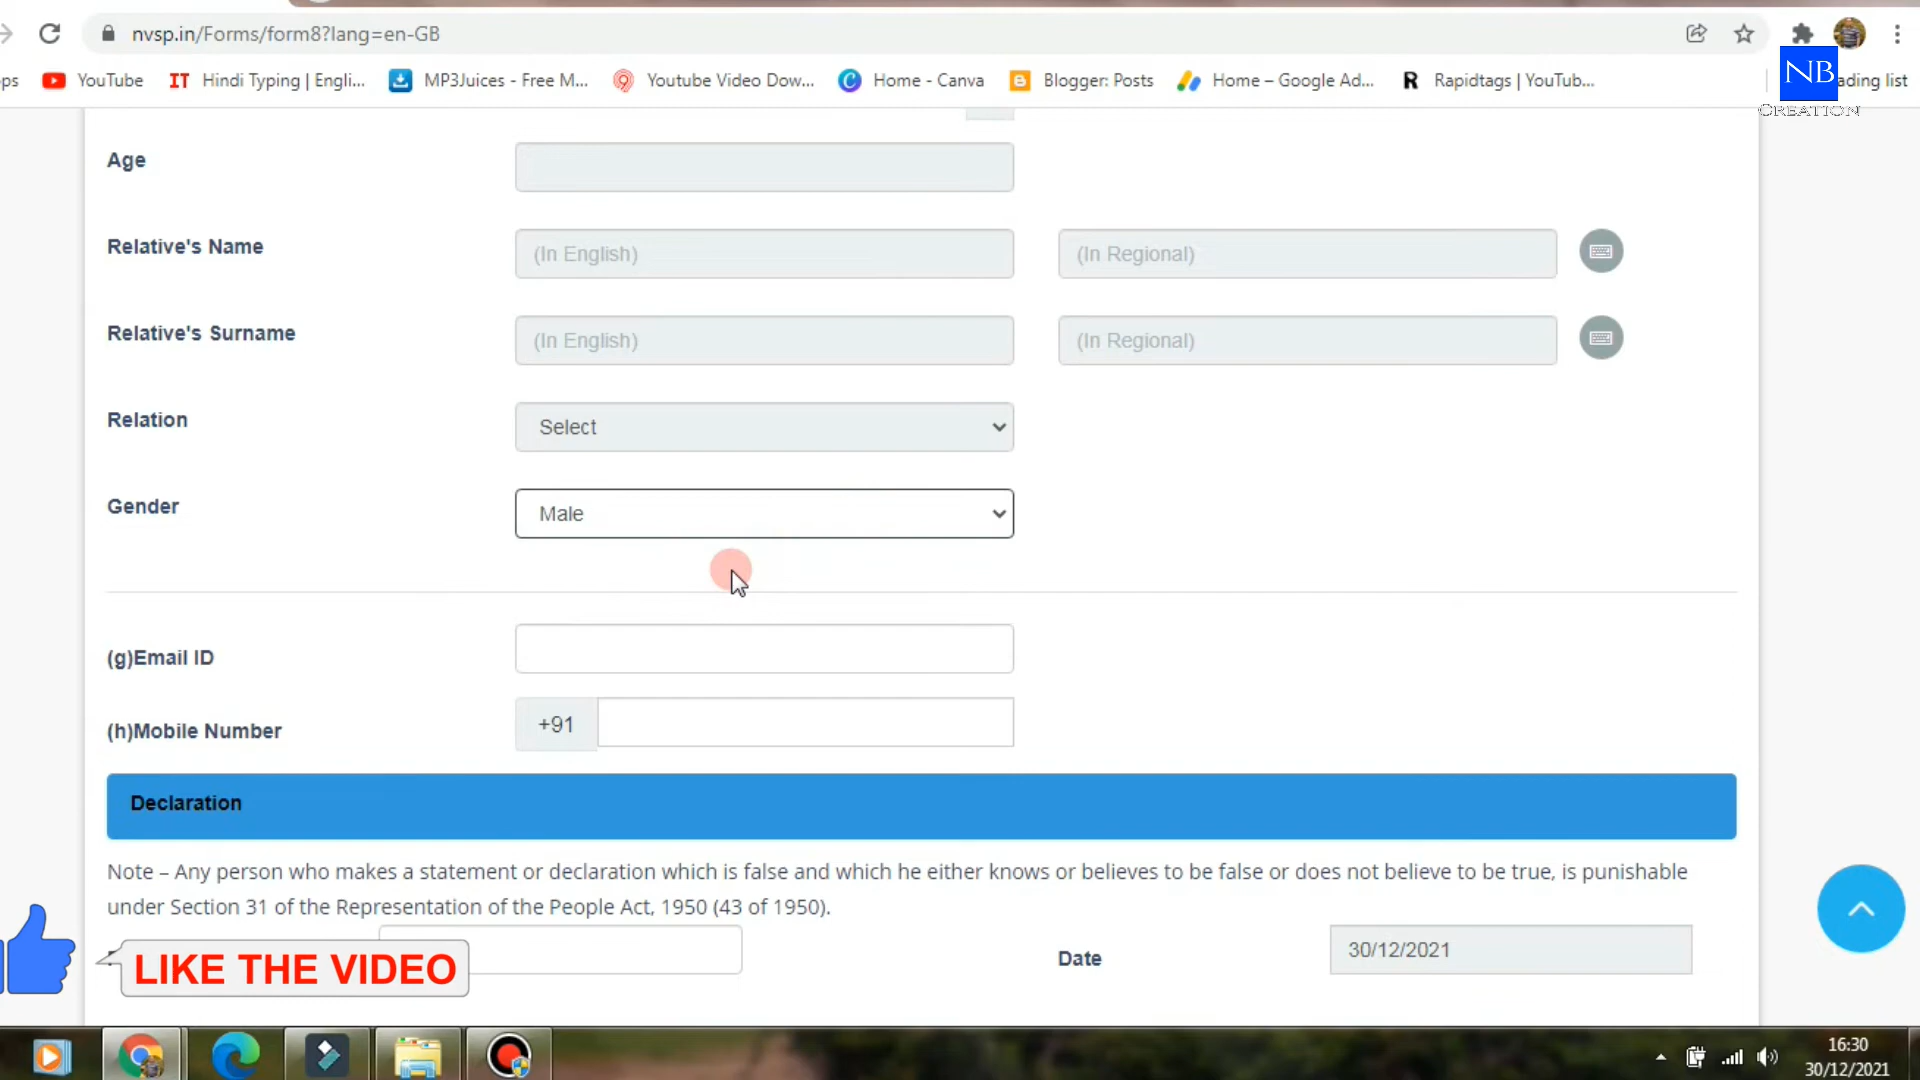 nvsp.in/Forms/form8?lang=en-GB
ps YouTube IT Hindi Typing | Engli... MP3Juices - Free M... Youtube Video Dow... Home - Canva Blogger: Posts Home – Google Ad... R Rapidtags | YouTub... ading list
NB
CREATION
Age
Relative's Name (In English) (In Regional)
Relative's Surname (In English) (In Regional)
Relation Select
Gender Male
(g)Email ID
(h)Mobile Number +91
Declaration
Note – Any person who makes a statement or declaration which is false and which he either knows or believes to be false or does not believe to be true, is punishable
under Section 31 of the Representation of the People Act, 1950 (43 of 1950).
LIKE THE VIDEO Date 30/12/2021
16:30
30/12/2021